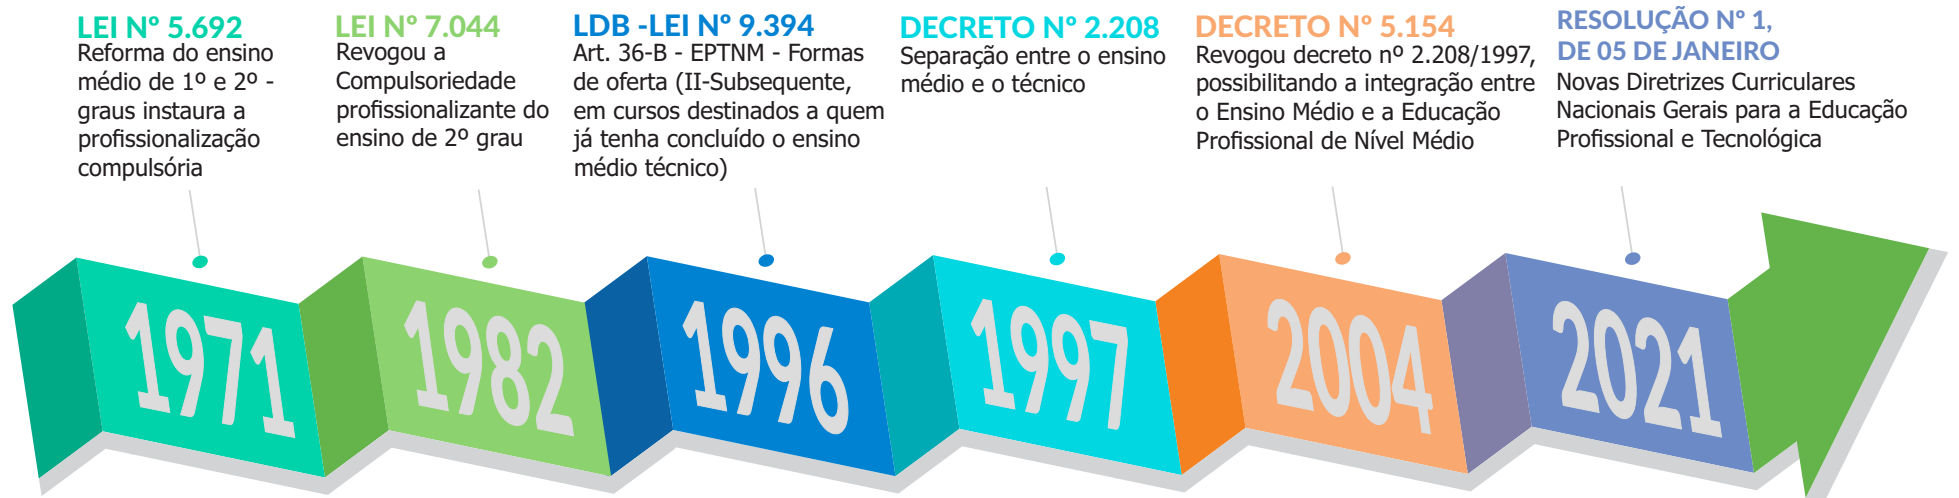 LEI Nº 5.692
Reforma do ensino
médio de 1º e 2º -
graus instaura a
profissionalização
compulsória
LEI Nº 7.044
Revogou a
Compulsoriedade
profissionalizante do
ensino de 2º grau
LDB -LEI Nº 9.394
Art. 36-B - EPTNM - Formas
de oferta (II-Subsequente,
em cursos destinados a quem
já tenha concluído o ensino
médio técnico)
DECRETO Nº 2.208
Separação entre o ensino
médio e o técnico
DECRETO Nº 5.154
Revogou decreto nº 2.208/1997,
possibilitando a integração entre
o Ensino Médio e a Educação
Profissional de Nível Médio
RESOLUÇÃO Nº 1,
DE 05 DE JANEIRO
Novas Diretrizes Curriculares
Nacionais Gerais para a Educação
Profissional e Tecnológica
1971
1982
1996
1997
2004
2021